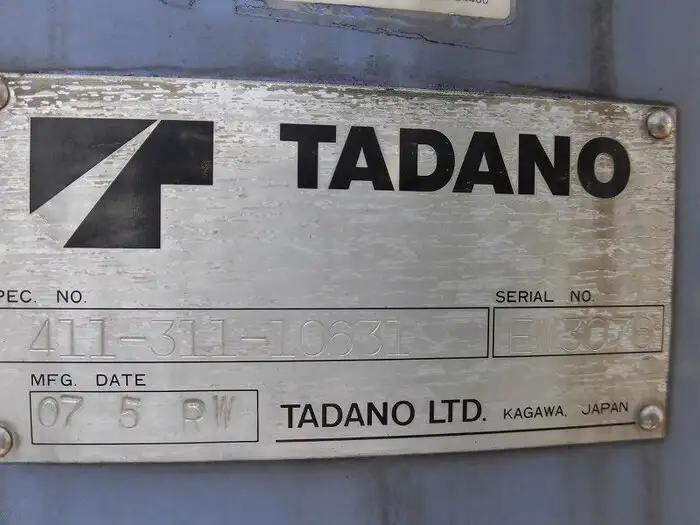 TADANO
PEC. NO.
SERIAL NO.
411-311-10631
MFG. DATE
07 5 RW
TADANO LTD. KAGAWA, JAPAN